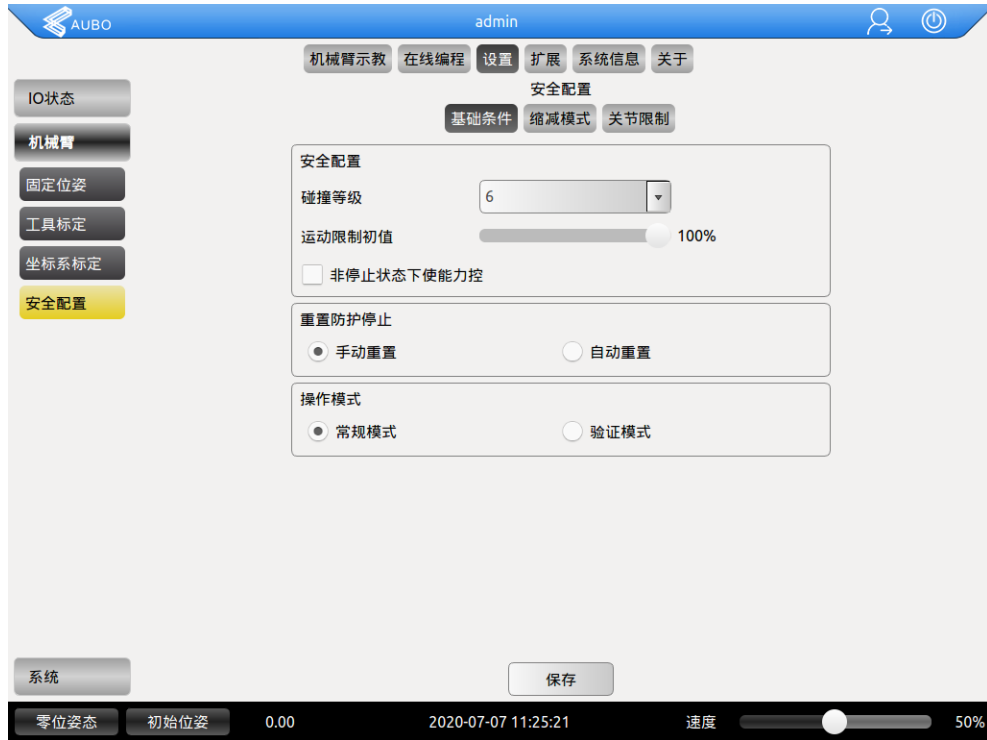 AUBO
admin
机械臂示教 在线编程 设置 扩展 系统信息 关于
IO状态
机械臂
固定位姿
工具标定
坐标系标定
安全配置
安全配置
基础条件 缩减模式 关节限制
安全配置
碰撞等级 6
运动限制初值 100%
非停止状态下使能力控
重置防护停止
手动重置 自动重置
操作模式
常规模式 验证模式
系统
保存
零位姿态 初始位姿 0.00 2020-07-07 11:25:21 速度 50%